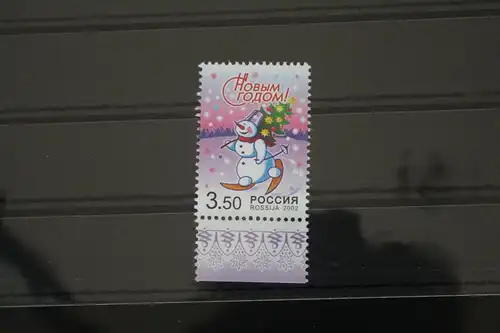 С Новым
годом!
3.50 РОССИЯ
ROSSIJA 2002